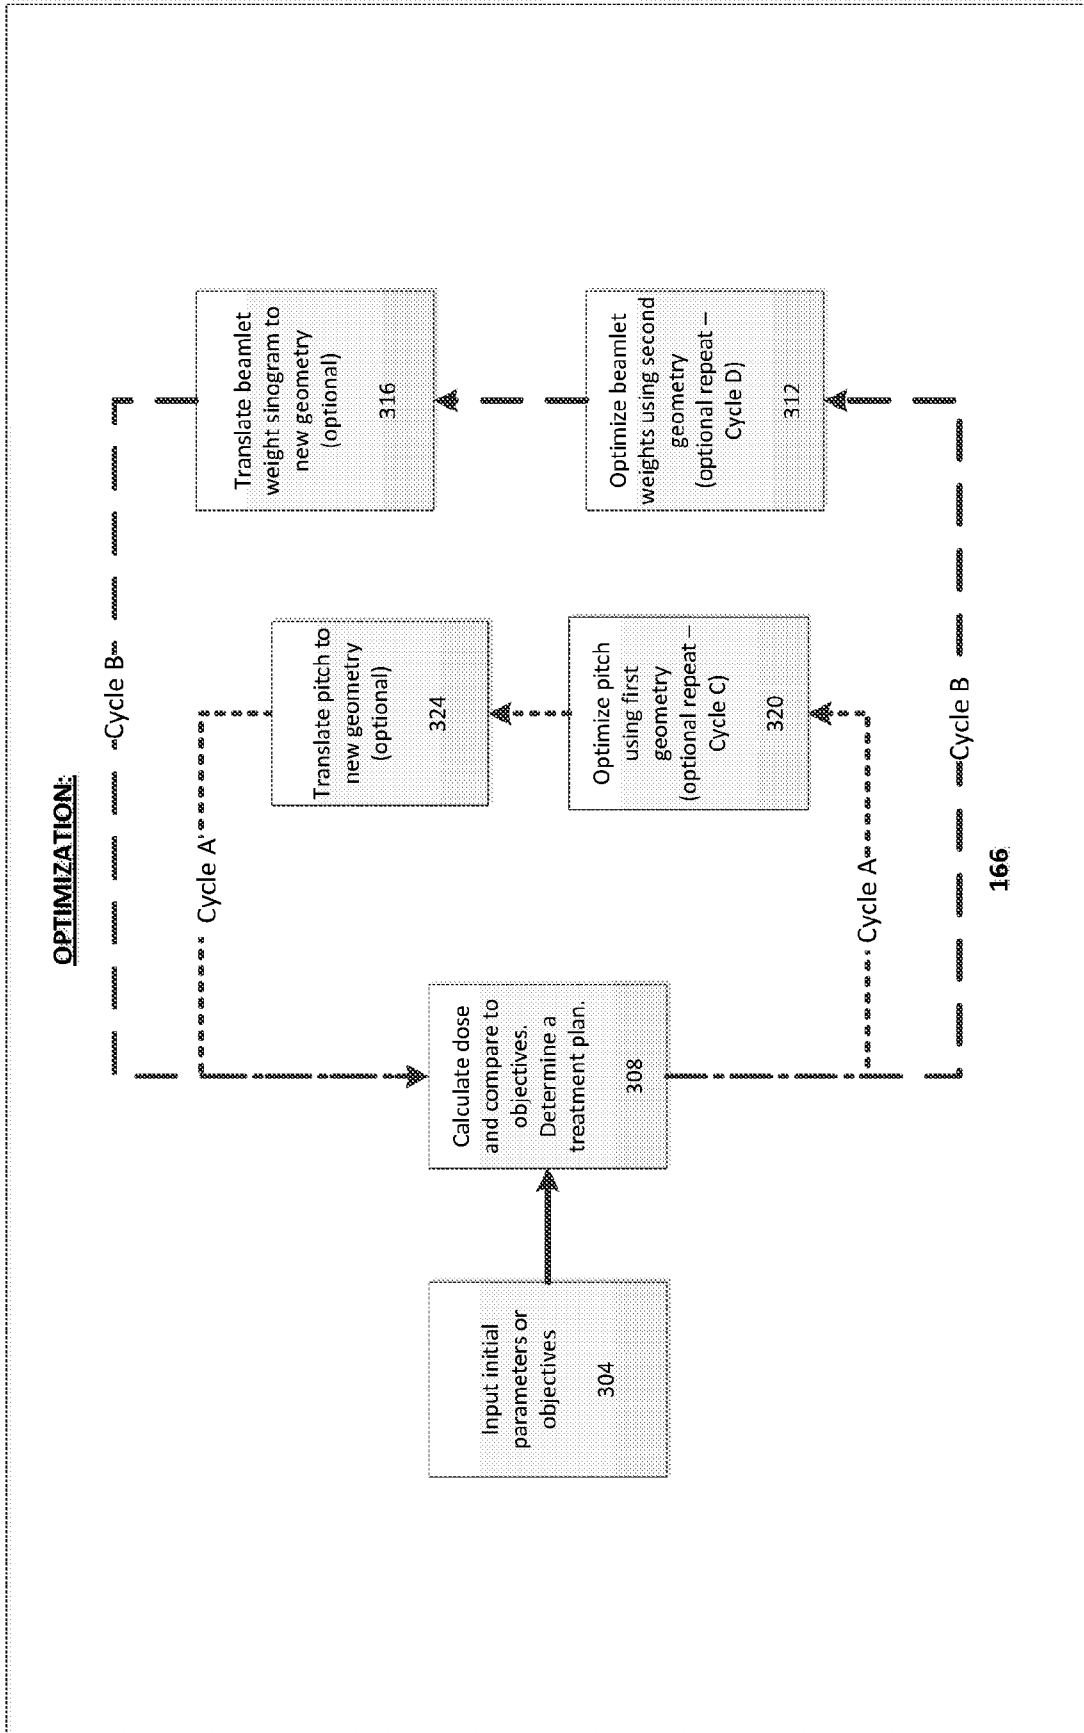 OPTIMIZATION:
Cycle B
Cycle A
Input initial
parameters or
objectives
304
Calculate dose
and compare to
objectives.
Determine a
treatment plan.
308
Translate pitch to
new geometry
(optional)
324
Translate beamlet
weight sinogram to
new geometry
(optional)
316
Optimize pitch
using first
geometry
(optional repeat –
Cycle C)
320
Optimize beamlet
weights using second
geometry
(optional repeat –
Cycle D)
312
Cycle A
Cycle B
166